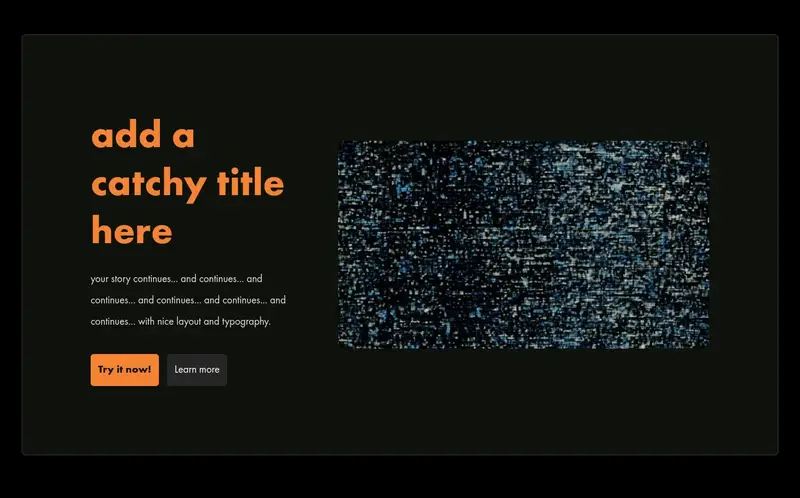 add a
catchy title
here
your story continues... and continues... and
continues... and continues... and continues... and
continues... with nice layout and typography.
Try it now!
Learn more